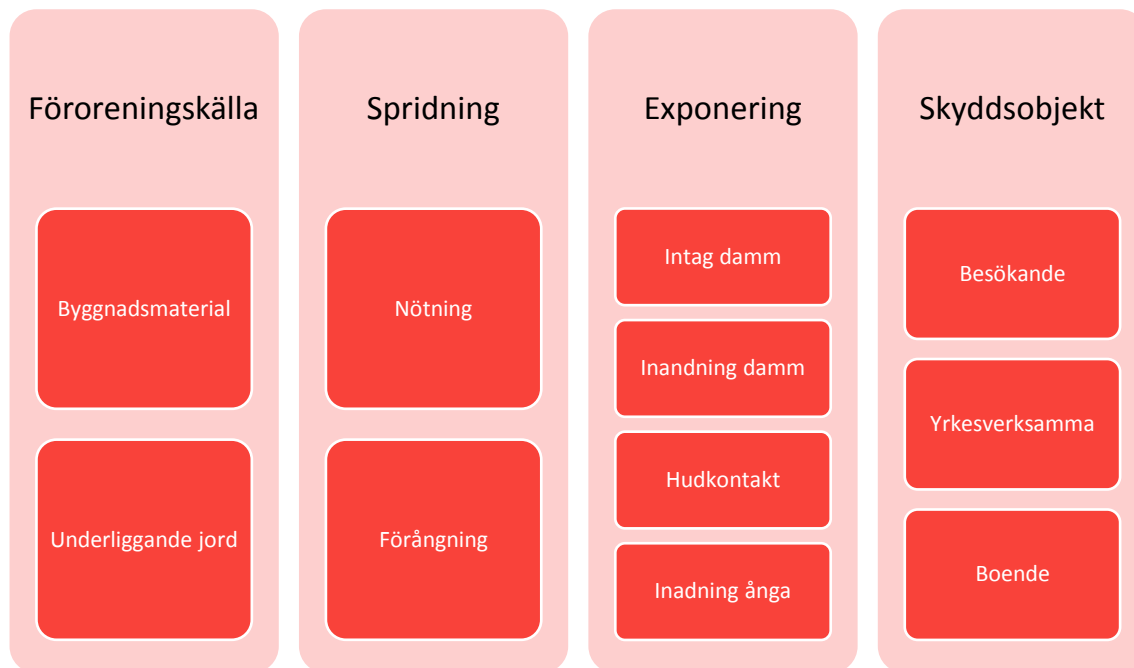 Föroreningskälla
Byggnadsmaterial
Underliggande jord
Spridning
Nötning
Förångning
Exponering
Intag damm
Inandning damm
Hudkontakt
Inadning ånga
Skyddsobjekt
Besökande
Yrkesverksamma
Boende